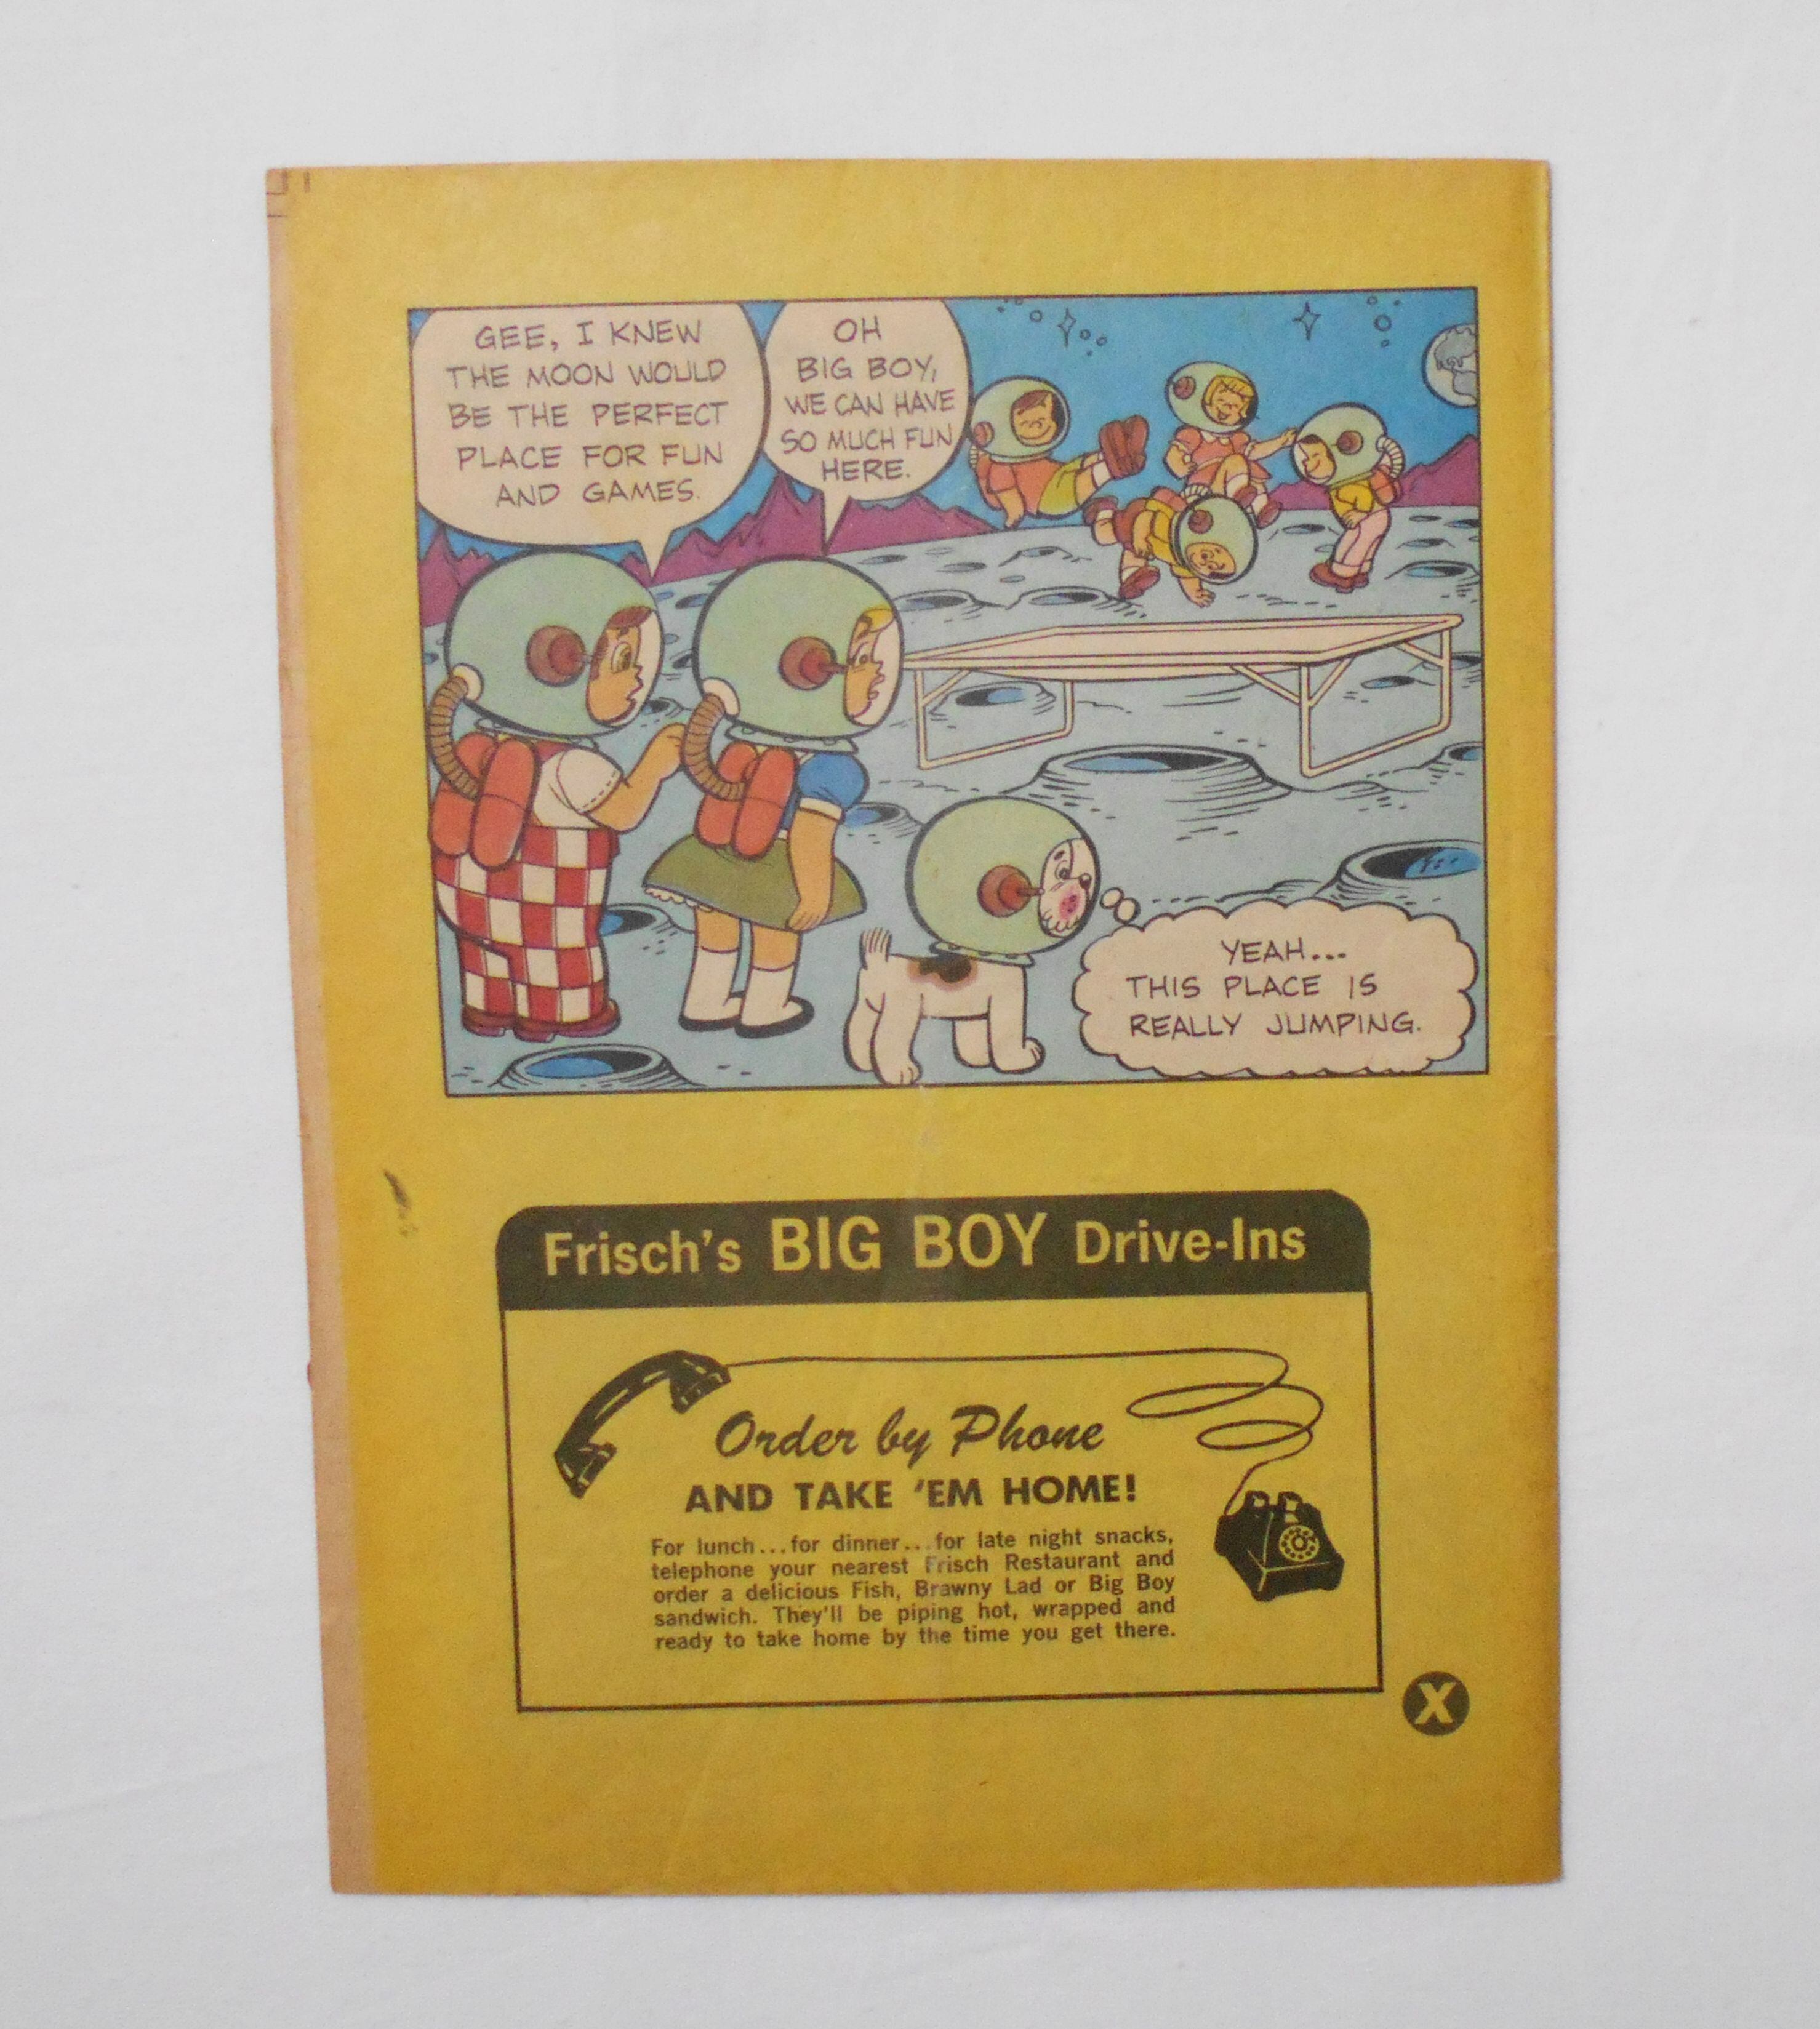 GEE, I KNEW
THE MOON WOULD
BE THE PERFECT
PLACE FOR FUN
AND GAMES.
OH
BIG BOY,
WE CAN HAVE
SO MUCH FUN
HERE.
YEAH...
THIS PLACE IS
REALLY JUMPING.
Frisch's BIG BOY Drive-Ins
Order by Phone
AND TAKE 'EM HOME!
For lunch...for dinner...for late night snacks,
telephone your nearest Frisch Restaurant and
order a delicious Fish, Brawny Lad or Big Boy
sandwich. They'll be piping hot, wrapped and
ready to take home by the time you get there.
X